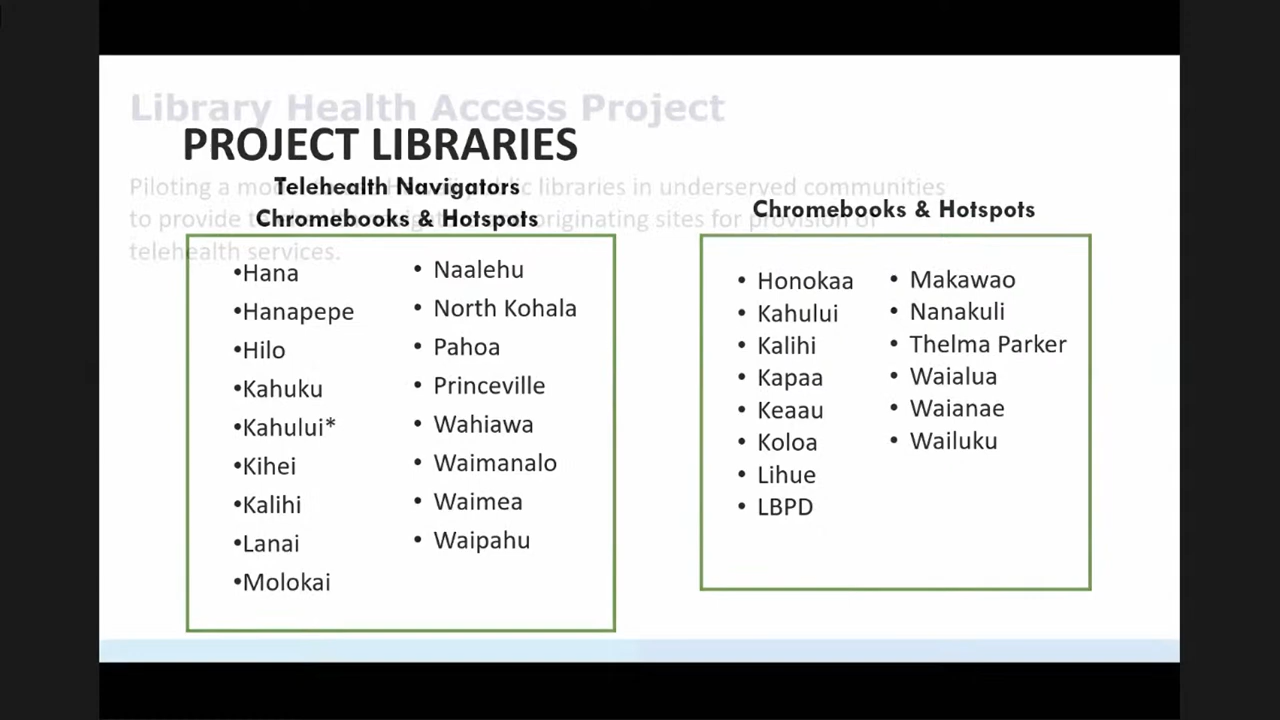 Library Health Access Project
PROJECT LIBRARIES
Piloting a libraries in underserved communities
to provide originating sites for provision of
telehealth services.
Telehealth Navigators
Chromebooks & Hotspots
•Hana
•Hanapepe
•Hilo
•Kahuku
•Kahului*
•Kihei
•Kalihi
•Lanai
•Molokai
• Naalehu
• North Kohala
• Pahoa
• Princeville
• Wahiawa
• Waimanalo
• Waimea
• Waipahu
Chromebooks & Hotspots
• Honokaa
• Kahului
• Kalihi
• Kapaa
• Keaau
• Koloa
• Lihue
• LBPD
• Makawao
• Nanakuli
• Thelma Parker
• Waialua
• Waianae
• Wailuku